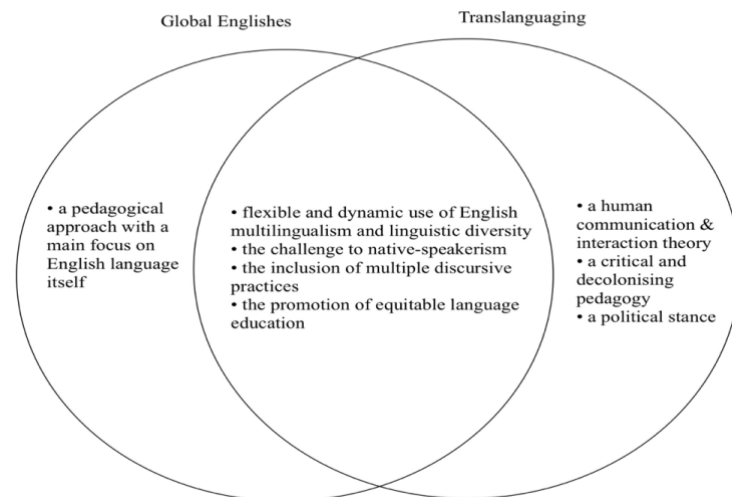 Global Englishes
Translanguaging
• a pedagogical
approach with a
main focus on
English language
itself
• flexible and dynamic use of English
multilingualism and linguistic diversity
• the challenge to native-speakerism
• the inclusion of multiple discursive
practices
• the promotion of equitable language
education
• a human
communication &
interaction theory
• a critical and
decolonising
pedagogy
• a political stance